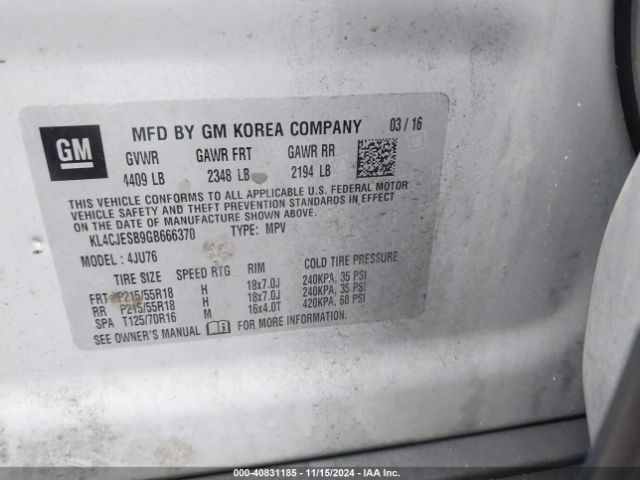 GM
MFD BY GM KOREA COMPANY 03 / 16
GVWR GAWR FRT GAWR RR
4409 LB 2348 LB 2194 LB
THIS VEHICLE CONFORMS TO ALL APPLICABLE U.S. FEDERAL MOTOR
VEHICLE SAFETY AND THEFT PREVENTION STANDARDS IN EFFECT
ON THE DATE OF MANUFACTURE SHOWN ABOVE.
KL4CJESB9GB666370 TYPE: MPV
MODEL : 4JU76
TIRE SIZE SPEED RTG RIM COLD TIRE PRESSURE
FRT P215/55R18 H 18x7.0J 240KPA, 35 PSI
RR P215/55R18 H 18x7.0J 240KPA, 35 PSI
SPA T125/70R16 M 16x4.0T 420KPA, 60 PSI
SEE OWNER'S MANUAL FOR MORE INFORMATION.
000-40831185 - 11/15/2024 - IAA Inc.